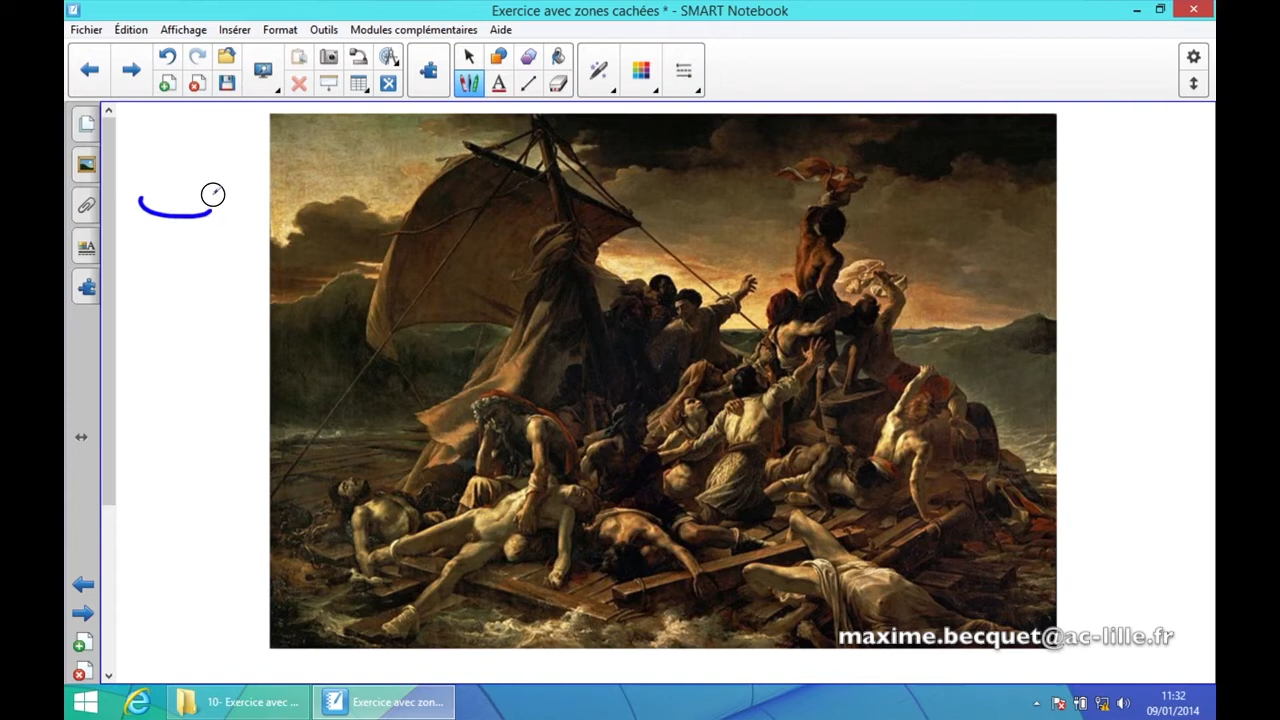 Exercice avec zones cachées * - SMART Notebook
Fichier Édition Affichage Insérer Format Outils Modules complémentaires Aide
maxime.becquet@ac-lille.fr
10- Exercice avec ...
Exercice avec zon...
11:32
09/01/2014